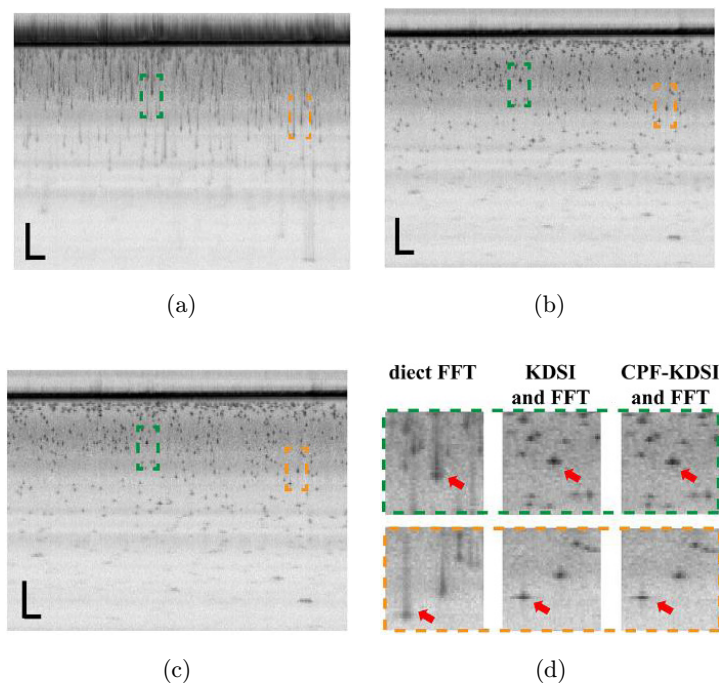 (a)
(b)
diect FFT KDSI and FFT CPF-KDSI and FFT
(c)
(d)